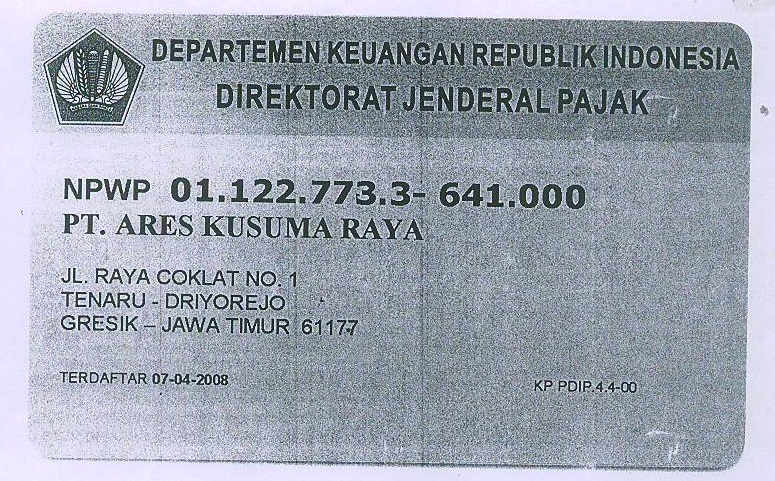 DEPARTEMEN KEUANGAN REPUBLIK INDONESIA
DIREKTORAT JENDERAL PAJAK
NPWP 01.122.773.3- 641.000
PT. ARES KUSUMA RAYA
JL. RAYA COKLAT NO. 1
TENARU - DRIYOREJO
GRESIK – JAWA TIMUR 61177
TERDAFTAR 07-04-2008
KP PDIP.4.4-00